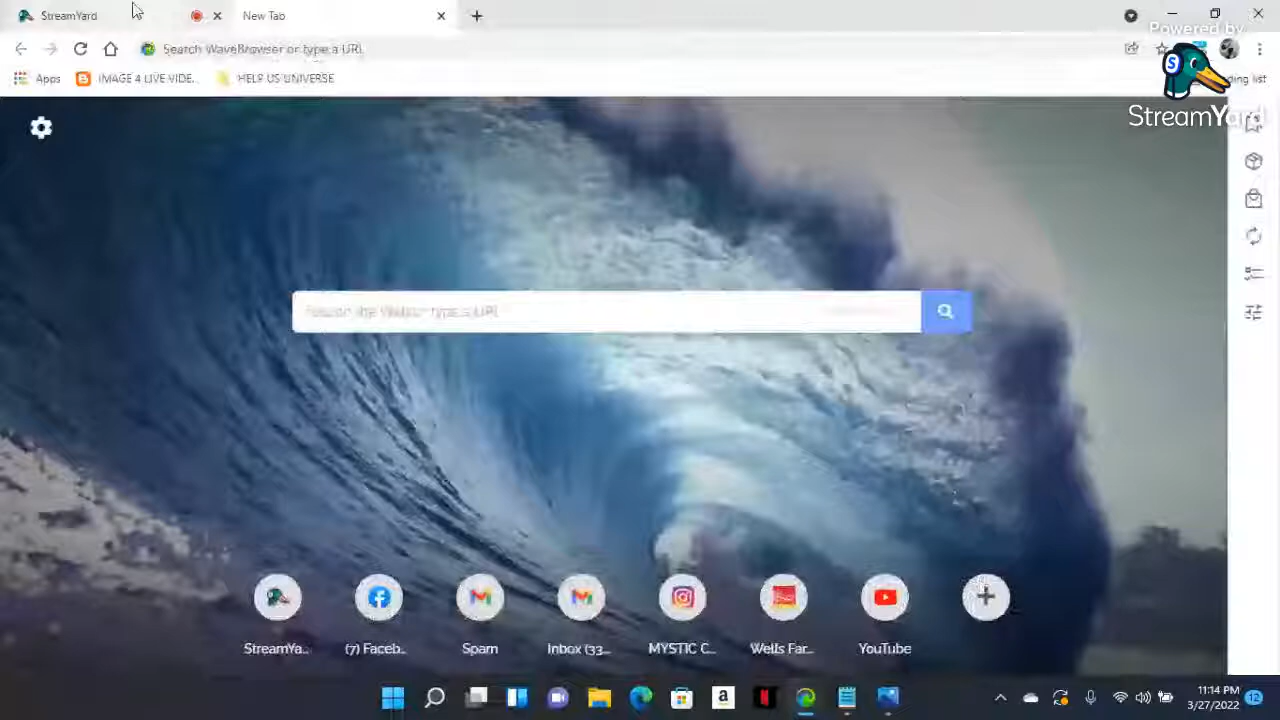 StreamYard
New Tab
Powered by
Search WaveBrowser or type a URL
Apps
IMAGE 4 LIVE VIDE...
HELP US UNIVERSE
StreamYard
StreamYa...
(7) Faceb...
Spam
Inbox (33...
MYSTIC C...
Wells Far...
YouTube
11:14 PM
3/27/2022
12